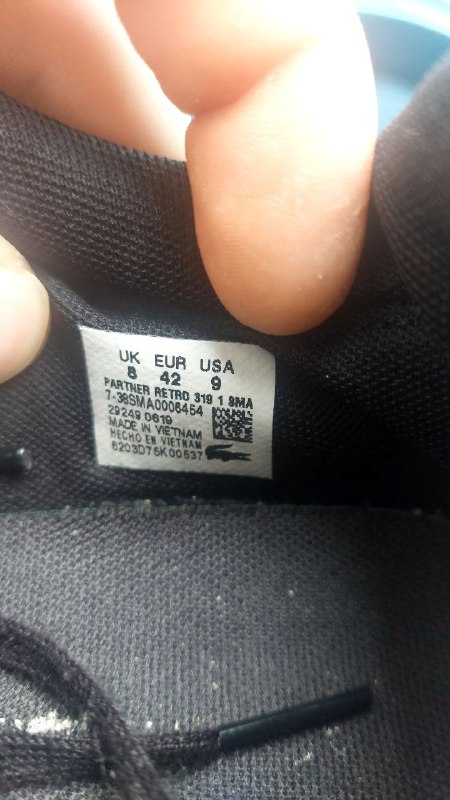 UK EUR USA
8 42 9
PARTNER RETRO 319 1 SMA
7-38SMA0006454
29249 0619
MADE IN VIETNAM
HECHO EN VIETNAM
6203D75K00537